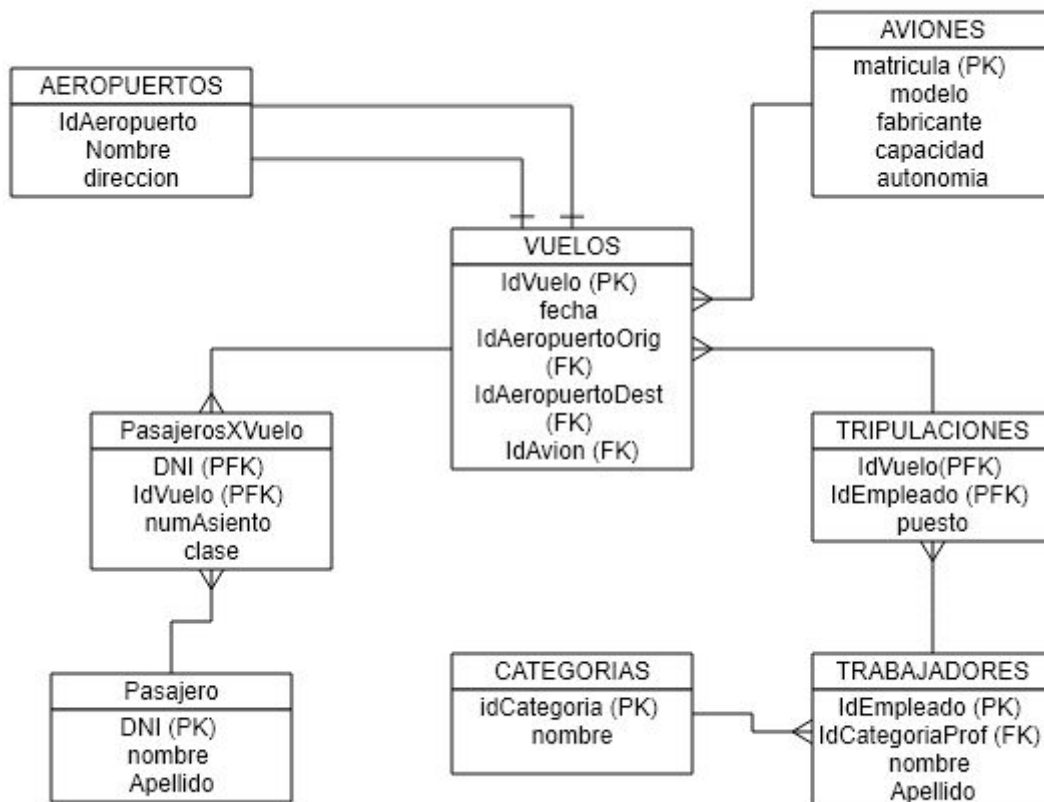 AEROPUERTOS
IdAeropuerto
Nombre
direccion
AVIONES
matricula (PK)
modelo
fabricante
capacidad
autonomia
VUELOS
IdVuelo (PK)
fecha
IdAeropuertoOrig
(FK)
IdAeropuertoDest
(FK)
IdAvion (FK)
PasajerosXVuelo
DNI (PFK)
IdVuelo (PFK)
numAsiento
clase
TRIPULACIONES
IdVuelo(PFK)
IdEmpleado (PFK)
puesto
Pasajero
DNI (PK)
nombre
Apellido
CATEGORIAS
idCategoria (PK)
nombre
TRABAJADORES
IdEmpleado (PK)
IdCategoriaProf (FK)
nombre
Apellido